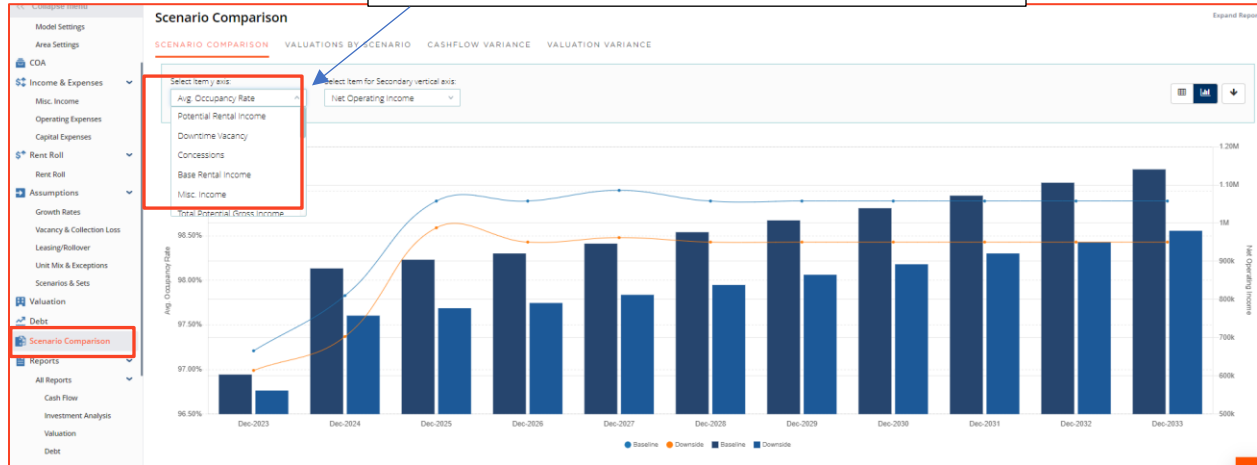 Collapse menu
Model Settings
Area Settings
COA
Income & Expenses
Misc. Income
Operating Expenses
Capital Expenses
Rent Roll
Rent Roll
Assumptions
Growth Rates
Vacancy & Collection Loss
Leasing/Rollover
Unit Mix & Exceptions
Scenarios & Sets
Valuation
Debt
Scenario Comparison
Reports
All Reports
Cash Flow
Investment Analysis
Valuation
Debt
Scenario Comparison
Expand Repor
SCENARIO COMPARISON VALUATIONS BY SCENARIO CASHFLOW VARIANCE VALUATION VARIANCE
Select Item y axis: Select Item for Secondary vertical axis:
Avg. Occupancy Rate Net Operating Income
Potential Rental Income
Downtime Vacancy
Concessions
Base Rental Income
Misc. Income
Total Potential Gross Income
98.50%
98.00%
97.50%
97.00%
96.50%
Avg. Occupancy Rate
1.20M
1.10M
1M
900k
800k
700k
600k
500k
Net Operating Income
Dec-2023 Dec-2024 Dec-2025 Dec-2026 Dec-2027 Dec-2028 Dec-2029 Dec-2030 Dec-2031 Dec-2032 Dec-2033
Baseline Downside Baseline Downside